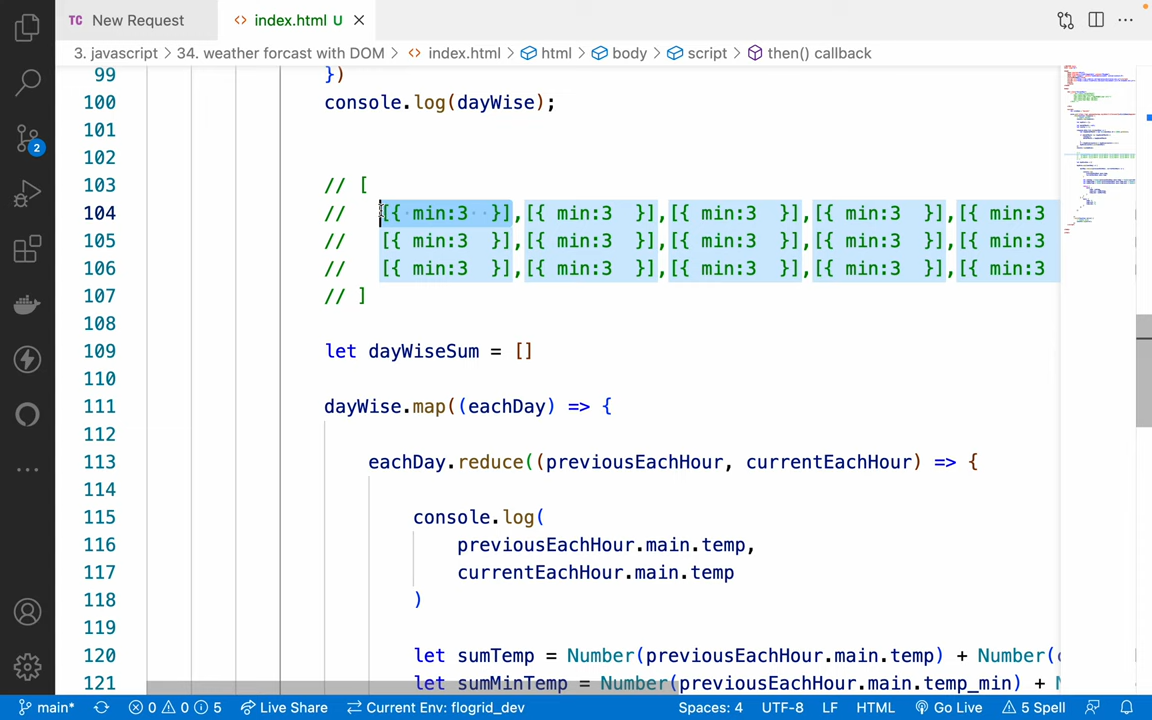 TC New Request <> index.html U ×
3. javascript > 34. weather forcast with DOM > <> index.html > html > body > script > then() callback
99 })
100 console.log(dayWise);
101
102
103 // [
104 // [{ min:3 }],[{ min:3 }],[{ min:3 }],[{ min:3 }],[{ min:3
105 // [{ min:3 }],[{ min:3 }],[{ min:3 }],[{ min:3 }],[{ min:3
106 // [{ min:3 }],[{ min:3 }],[{ min:3 }],[{ min:3 }],[{ min:3
107 // ]
108
109 let dayWiseSum = []
110
111 dayWise.map((eachDay) => {
112
113 eachDay.reduce((previousEachHour, currentEachHour) => {
114
115 console.log(
116 previousEachHour.main.temp,
117 currentEachHour.main.temp
118 )
119
120 let sumTemp = Number(previousEachHour.main.temp) + Number(
121 let sumMinTemp = Number(previousEachHour.main.temp_min) +
2
main* 0 0 5 Live Share Current Env: flogrid_dev Spaces: 4 UTF-8 LF HTML Go Live 5 Spell